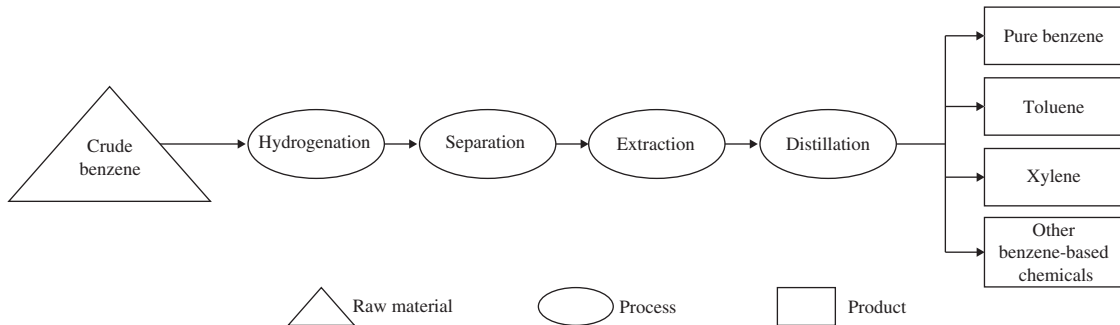 Crude
benzene
Hydrogenation
Separation
Extraction
Distillation
Pure benzene
Toluene
Xylene
Other
benzene-based
chemicals
Raw material
Process
Product